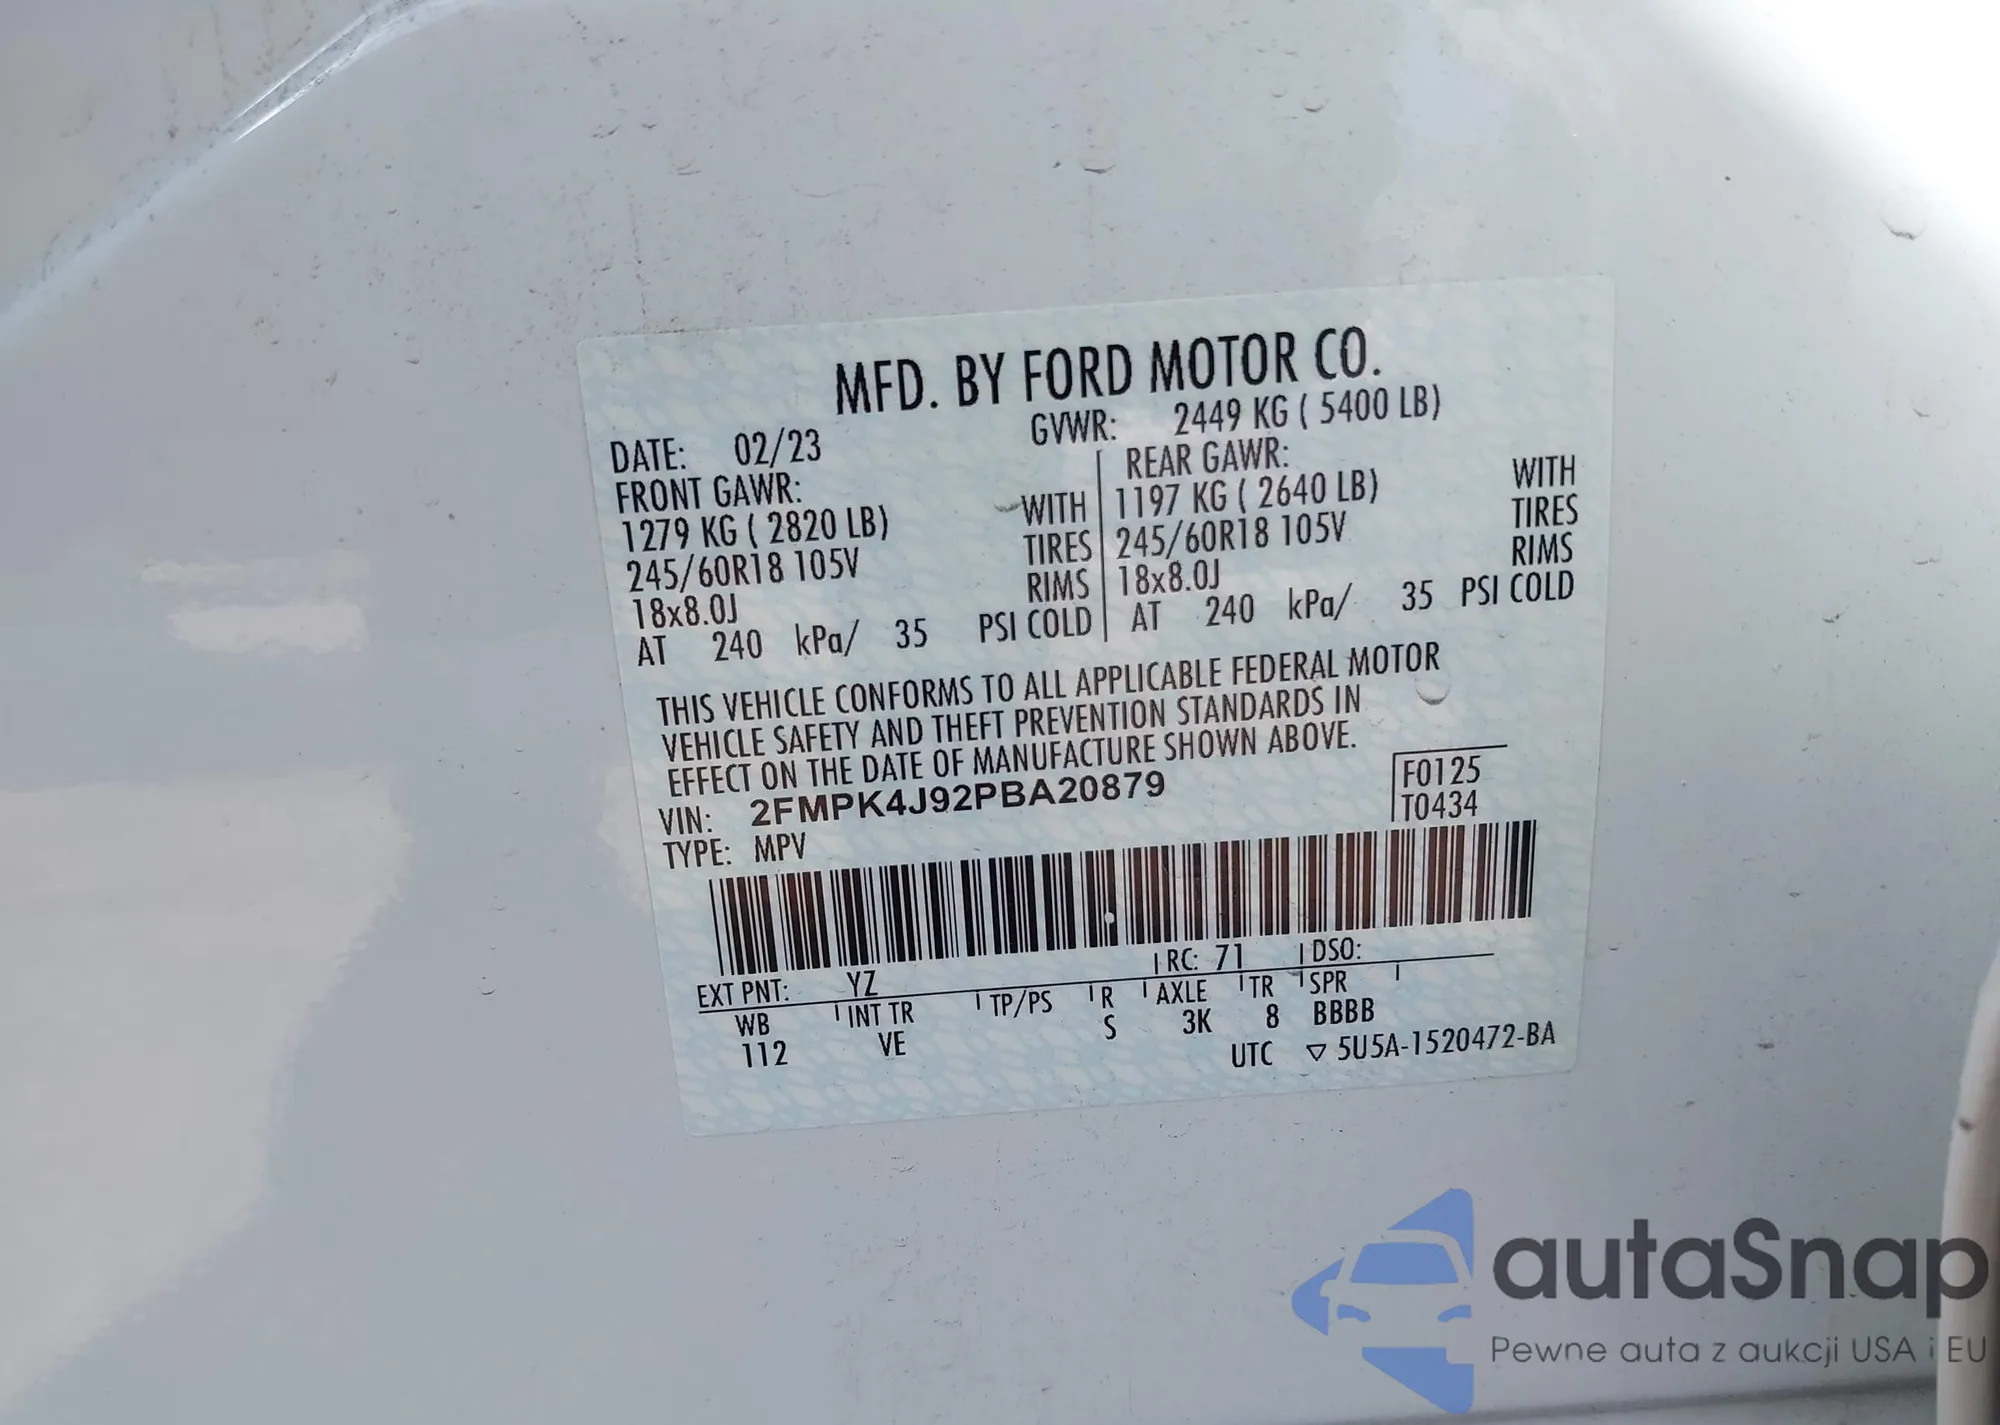 MFD. BY FORD MOTOR CO.
DATE: 02/23 GVWR: 2449 KG ( 5400 LB)
FRONT GAWR: REAR GAWR:
1279 KG ( 2820 LB) WITH 1197 KG ( 2640 LB) WITH
245/60R18 105V TIRES 245/60R18 105V TIRES
18x8.0J RIMS 18x8.0J RIMS
AT 240 kPa/ 35 PSI COLD AT 240 kPa/ 35 PSI COLD
THIS VEHICLE CONFORMS TO ALL APPLICABLE FEDERAL MOTOR
VEHICLE SAFETY AND THEFT PREVENTION STANDARDS IN
EFFECT ON THE DATE OF MANUFACTURE SHOWN ABOVE.
VIN: 2FMPK4J92PBA20879 F0125
TYPE: MPV T0434
EXT PNT: YZ RC: 71 DSO:
WB INT TR TP/PS R AXLE TR SPR
112 VE S 3K 8 BBBB
UTC ▽ 5U5A-1520472-BA
autaSnap
Pewne auta z aukcji USA i EU